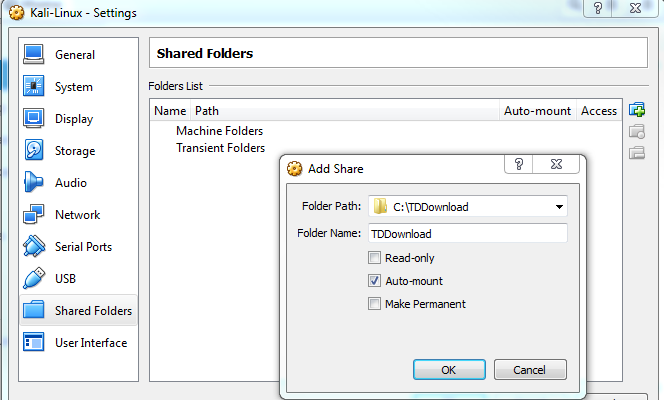 Kali-Linux - Settings
General
System
Display
Storage
Audio
Network
Serial Ports
USB
Shared Folders
User Interface
Shared Folders
Folders List
Name Path Auto-mount Access
Machine Folders
Transient Folders
Add Share
Folder Path: C:\TDDownload
Folder Name: TDDownload
Read-only
Auto-mount
Make Permanent
OK Cancel